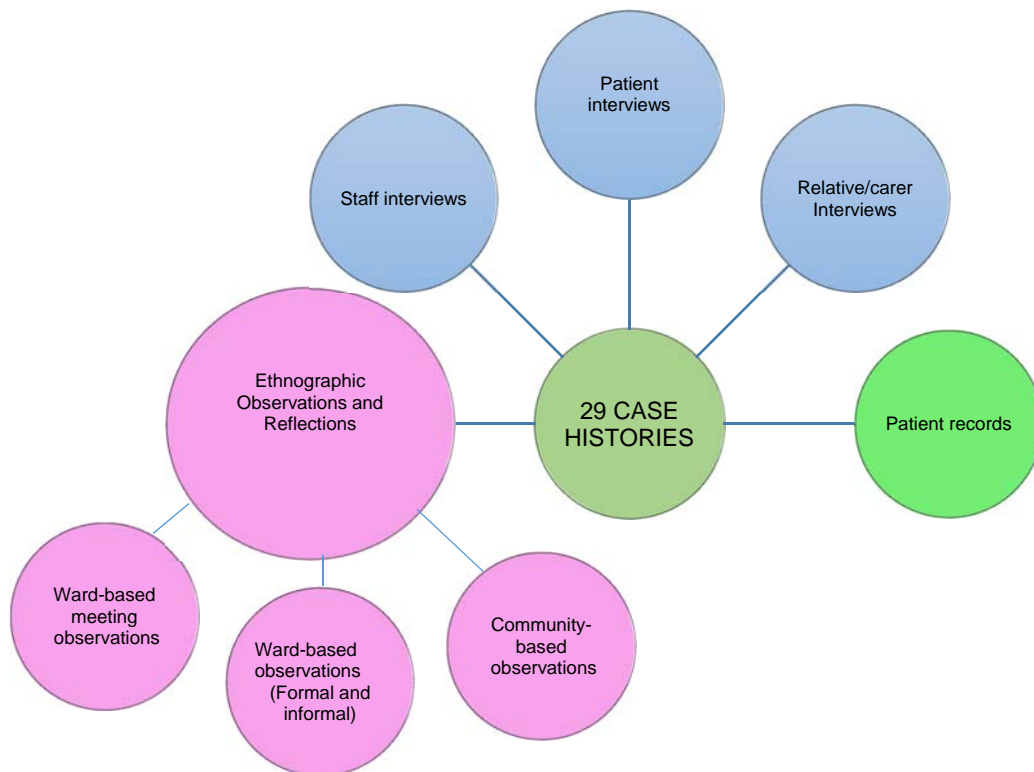 Patient
interviews
Staff interviews
Relative/carer
Interviews
Ethnographic
Observations and
Reflections
29 CASE
HISTORIES
Patient records
Ward-based
meeting
observations
Ward-based
observations
(Formal and
informal)
Community-
based
observations